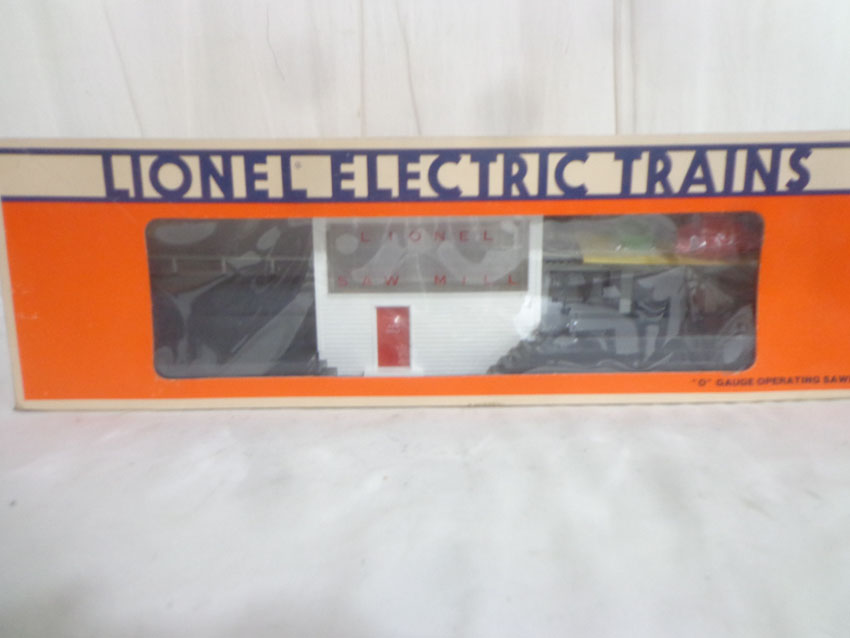 LIONEL ELECTRIC TRAINS
LIONEL
SAW MILL
"O" GAUGE OPERATING SAW